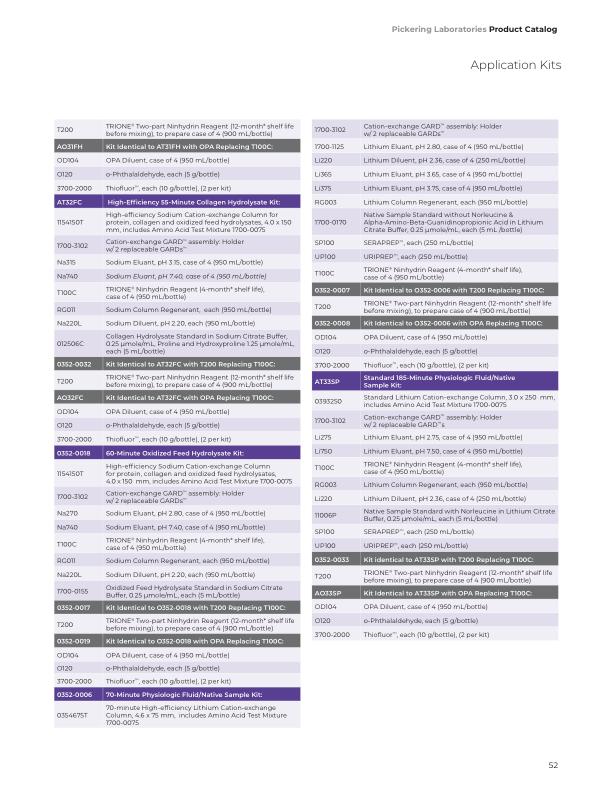 Pickering Laboratories Product Catalog
Application Kits
T200 TRIONE® Two-part Ninhydrin Reagent (12-month* shelf life
before mixing), to prepare case of 4 (900 mL/bottle)
AO31FH Kit Identical to AT31FH with OPA Replacing T100C:
OD104 OPA Diluent, case of 4 (950 mL/bottle)
O120 o-Phthalaldehyde, each (5 g/bottle)
3700-2000 Thiofluor™, each (10 g/bottle), (2 per kit)
AT32FC High-Efficiency 55-Minute Collagen Hydrolysate Kit:
1154150T High-efficiency Sodium Cation-exchange Column for
protein, collagen and oxidized feed hydrolysates, 4.0 x 150
mm, includes Amino Acid Test Mixture 1700-0075
1700-3102 Cation-exchange GARD™ assembly: Holder
w/ 2 replaceable GARDs™
Na315 Sodium Eluant, pH 3.15, case of 4 (950 mL/bottle)
Na740 Sodium Eluant, pH 7.40, case of 4 (950 mL/bottle)
T100C TRIONE® Ninhydrin Reagent (4-month* shelf life),
case of 4 (950 mL/bottle)
RG011 Sodium Column Regenerant, each (950 mL/bottle)
Na220L Sodium Diluent, pH 2.20, each (950 mL/bottle)
012506C Collagen Hydrolysate Standard in Sodium Citrate Buffer,
0.25 µmole/mL, Proline and Hydroxyproline 1.25 µmole/mL,
each (5 mL/bottle)
0352-0032 Kit Identical to AT32FC with T200 Replacing T100C:
T200 TRIONE® Two-part Ninhydrin Reagent (12-month* shelf life
before mixing), to prepare case of 4 (900 mL/bottle)
AO32FC Kit Identical to AT32FC with OPA Replacing T100C:
OD104 OPA Diluent, case of 4 (950 mL/bottle)
O120 o-Phthalaldehyde, each (5 g/bottle)
3700-2000 Thiofluor™, each (10 g/bottle), (2 per kit)
0352-0018 60-Minute Oxidized Feed Hydrolysate Kit:
1154150T High-efficiency Sodium Cation-exchange Column
for protein, collagen and oxidized feed hydrolysates,
4.0 x 150 mm, includes Amino Acid Test Mixture 1700-0075
1700-3102 Cation-exchange GARD™ assembly: Holder
w/ 2 replaceable GARDs™
Na270 Sodium Eluant, pH 2.80, case of 4 (950 mL/bottle)
Na740 Sodium Eluant, pH 7.40, case of 4 (950 mL/bottle)
T100C TRIONE® Ninhydrin Reagent (4-month* shelf life),
case of 4 (950 mL/bottle)
RG011 Sodium Column Regenerant, each (950 mL/bottle)
Na220L Sodium Diluent, pH 2.20, each (950 mL/bottle)
1700-0155 Oxidized Feed Hydrolysate Standard in Sodium Citrate
Buffer, 0.25 µmole/mL, each (5 mL/bottle)
0352-0017 Kit Identical to O352-0018 with T200 Replacing T100C:
T200 TRIONE® Two-part Ninhydrin Reagent (12-month* shelf life
before mixing), to prepare case of 4 (900 mL/bottle)
0352-0019 Kit Identical to O352-0018 with OPA Replacing T100C:
OD104 OPA Diluent, case of 4 (950 mL/bottle)
O120 o-Phthalaldehyde, each (5 g/bottle)
3700-2000 Thiofluor™, each (10 g/bottle), (2 per kit)
0352-0006 70-Minute Physiologic Fluid/Native Sample Kit:
0354675T 70-minute High-efficiency Lithium Cation-exchange
Column, 4.6 x 75 mm, includes Amino Acid Test Mixture
1700-0075
1700-3102 Cation-exchange GARD™ assembly: Holder
w/ 2 replaceable GARDs™
1700-1125 Lithium Eluant, pH 2.80, case of 4 (950 mL/bottle)
Li220 Lithium Diluent, pH 2.36, case of 4 (250 mL/bottle)
Li365 Lithium Eluant, pH 3.65, case of 4 (950 mL/bottle)
Li375 Lithium Eluant, pH 3.75, case of 4 (950 mL/bottle)
RG003 Lithium Column Regenerant, each (950 mL/bottle)
1700-0170 Native Sample Standard without Norleucine &
Alpha-Amino-Beta-Guanidinopropionic Acid in Lithium
Citrate Buffer, 0.25 µmole/mL, each (5 mL/bottle)
SP100 SERAPREP™, each (250 mL/bottle)
UP100 URIPREP™, each (250 mL/bottle)
T100C TRIONE® Ninhydrin Reagent (4-month* shelf life),
case of 4 (950 mL/bottle)
0352-0007 Kit Identical to O352-0006 with T200 Replacing T100C:
T200 TRIONE® Two-part Ninhydrin Reagent (12-month* shelf life
before mixing), to prepare case of 4 (900 mL/bottle)
0352-0008 Kit Identical to O352-0006 with OPA Replacing T100C:
OD104 OPA Diluent, case of 4 (950 mL/bottle)
O120 o-Phthalaldehyde, each (5 g/bottle)
3700-2000 Thiofluor™, each (10 g/bottle), (2 per kit)
AT33SP Standard 185-Minute Physiologic Fluid/Native
Sample Kit:
0393250 Standard Lithium Cation-exchange Column, 3.0 x 250 mm,
includes Amino Acid Test Mixture 1700-0075
1700-3102 Cation-exchange GARD™ assembly: Holder
w/ 2 replaceable GARD™s
Li275 Lithium Eluant, pH 2.75, case of 4 (950 mL/bottle)
Li750 Lithium Eluant, pH 7.50, case of 4 (950 mL/bottle)
T100C TRIONE® Ninhydrin Reagent (4-month* shelf life),
case of 4 (950 mL/bottle)
RG003 Lithium Column Regenerant, each (950 mL/bottle)
Li220 Lithium Diluent, pH 2.36, case of 4 (250 mL/bottle)
11006P Native Sample Standard with Norleucine in Lithium Citrate
Buffer, 0.25 µmole/mL, each (5 mL/bottle)
SP100 SERAPREP™, each (250 mL/bottle)
UP100 URIPREP™, each (250 mL/bottle)
0352-0033 Kit Identical to AT33SP with T200 Replacing T100C:
T200 TRIONE® Two-part Ninhydrin Reagent (12-month* shelf life
before mixing), to prepare case of 4 (900 mL/bottle)
AO33SP Kit Identical to AT33SP with OPA Replacing T100C:
OD104 OPA Diluent, case of 4 (950 mL/bottle)
O120 o-Phthalaldehyde, each (5 g/bottle)
3700-2000 Thiofluor™, each (10 g/bottle), (2 per kit)
52